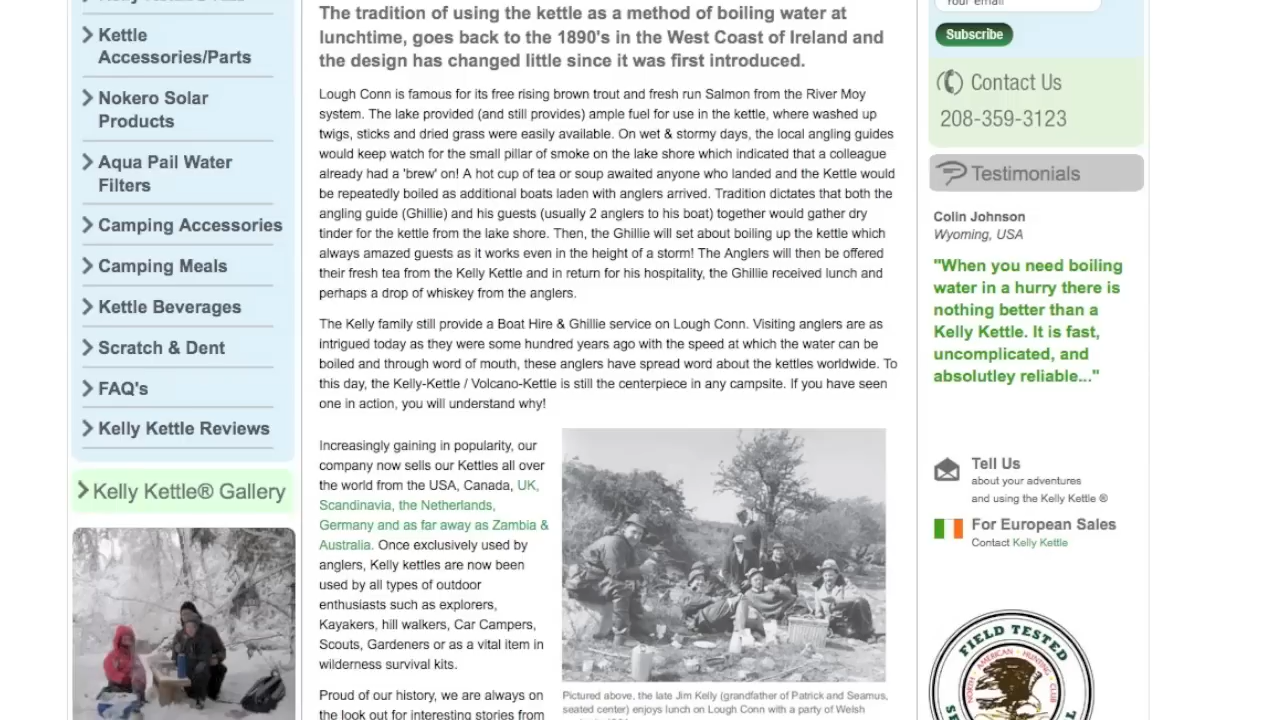 Kettle
Accessories/Parts
Nokero Solar
Products
Aqua Pail Water
Filters
Camping Accessories
Camping Meals
Kettle Beverages
Scratch & Dent
FAQ's
Kelly Kettle Reviews
Kelly Kettle® Gallery
The tradition of using the kettle as a method of boiling water at
lunchtime, goes back to the 1890's in the West Coast of Ireland and
the design has changed little since it was first introduced.
Lough Conn is famous for its free rising brown trout and fresh run Salmon from the River Moy
system. The lake provided (and still provides) ample fuel for use in the kettle, where washed up
twigs, sticks and dried grass were easily available. On wet & stormy days, the local angling guides
would keep watch for the small pillar of smoke on the lake shore which indicated that a colleague
already had a 'brew' on! A hot cup of tea or soup awaited anyone who landed and the Kettle would
be repeatedly boiled as additional boats laden with anglers arrived. Tradition dictates that both the
angling guide (Ghillie) and his guests (usually 2 anglers to his boat) together would gather dry
tinder for the kettle from the lake shore. Then, the Ghillie will set about boiling up the kettle which
always amazed guests as it works even in the height of a storm! The Anglers will then be offered
their fresh tea from the Kelly Kettle and in return for his hospitality, the Ghillie received lunch and
perhaps a drop of whiskey from the anglers.
The Kelly family still provide a Boat Hire & Ghillie service on Lough Conn. Visiting anglers are as
intrigued today as they were some hundred years ago with the speed at which the water can be
boiled and through word of mouth, these anglers have spread word about the kettles worldwide. To
this day, the Kelly-Kettle / Volcano-Kettle is still the centerpiece in any campsite. If you have seen
one in action, you will understand why!
Increasingly gaining in popularity, our
company now sells our Kettles all over
the world from the USA, Canada, UK,
Scandinavia, the Netherlands,
Germany and as far away as Zambia &
Australia. Once exclusively used by
anglers, Kelly kettles are now been
used by all types of outdoor
enthusiasts such as explorers,
Kayakers, hill walkers, Car Campers,
Scouts, Gardeners or as a vital item in
wilderness survival kits.
Proud of our history, we are always on
the look out for interesting stories from
Pictured above, the late Jim Kelly (grandfather of Patrick and Seamus,
seated center) enjoys lunch on Lough Conn with a party of Welsh
Your email
Subscribe
Contact Us
208-359-3123
Testimonials
Colin Johnson
Wyoming, USA
"When you need boiling
water in a hurry there is
nothing better than a
Kelly Kettle. It is fast,
uncomplicated, and
absolutley reliable..."
Tell Us
about your adventures
and using the Kelly Kettle ®
For European Sales
Contact Kelly Kettle
FIELD TESTED
NORTH AMERICAN HUNTING CLUB